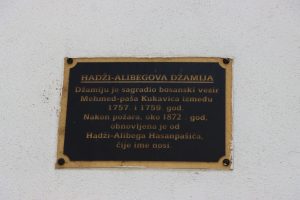 HADŽI-ALIBEGOVA DŽAMIJA
Džamiju je sagradio bosanski vezir
Mehmed-paša Kukavica između
1757. i 1759. god.
Nakon požara, oko 1872. god.
obnovljena je od
Hadži-Alibega Hasanpašića,
čije ime nosi.